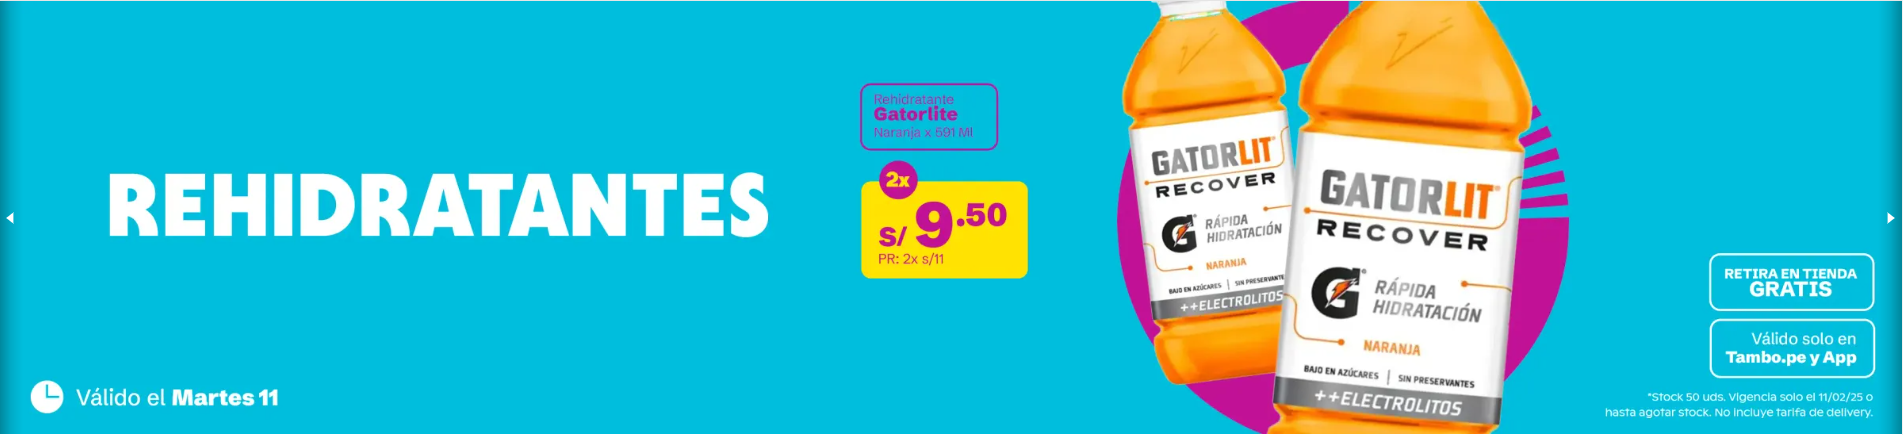 REHIDRATANTES
Válido el Martes 11
Rehidratante
Gatorlite
Naranja x 591 Ml
2x
S/ 9.50
PR: 2x s/11
GATORLIT
RECOVER
G
RÁPIDA
HIDRATACIÓN
NARANJA
BAJO EN AZÚCARES | SIN PRESERVANTE
++ELECTROLITOS
GATORLIT
RECOVER
G
RÁPIDA
HIDRATACIÓN
NARANJA
BAJO EN AZÚCARES | SIN PRESERVANTES
++ELECTROLITOS
RETIRA EN TIENDA
GRATIS
Válido solo en
Tambo.pe y App
*Stock 50 uds. Vigencia solo el 11/02/25 o
hasta agotar stock. No incluye tarifa de delivery.